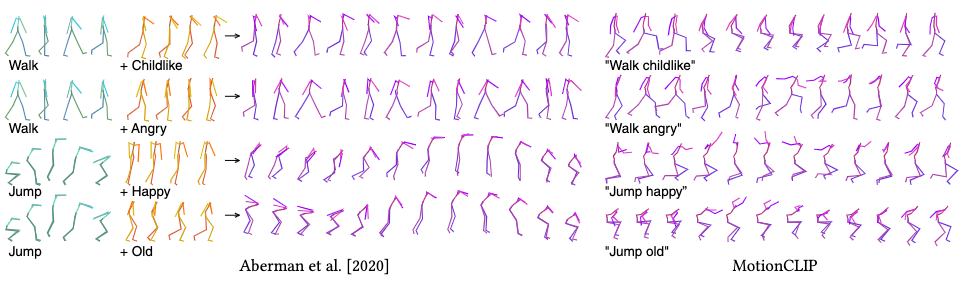 Walk + Childlike "Walk childlike"
Walk + Angry "Walk angry"
Jump + Happy "Jump happy"
Jump + Old "Jump old"
Aberman et al. [2020] MotionCLIP